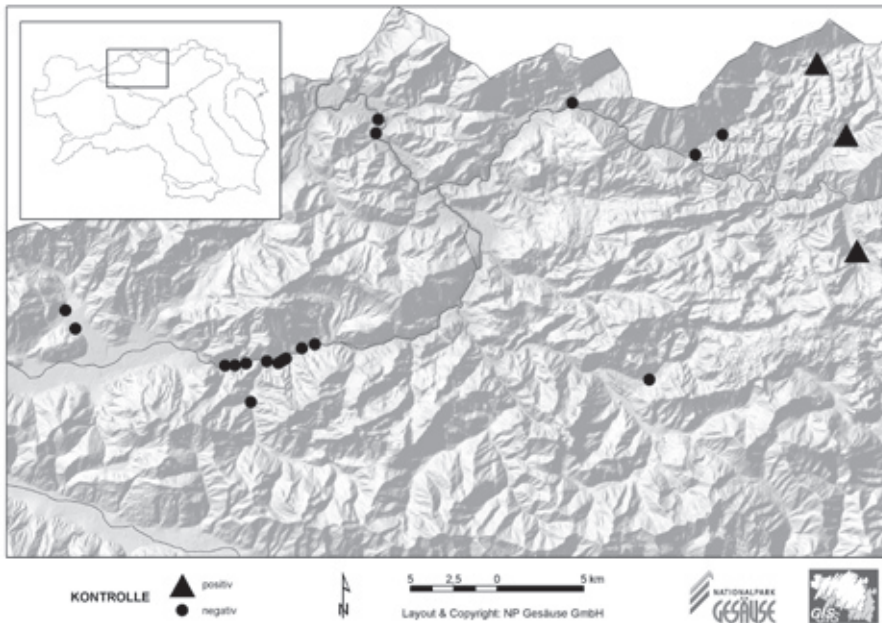 KONTROLLE
positiv
negativ
N
5 2,5 0 5 km
Layout & Copyright: NP Gesäuse GmbH
NATIONALPARK
GESÄUSE
GIS